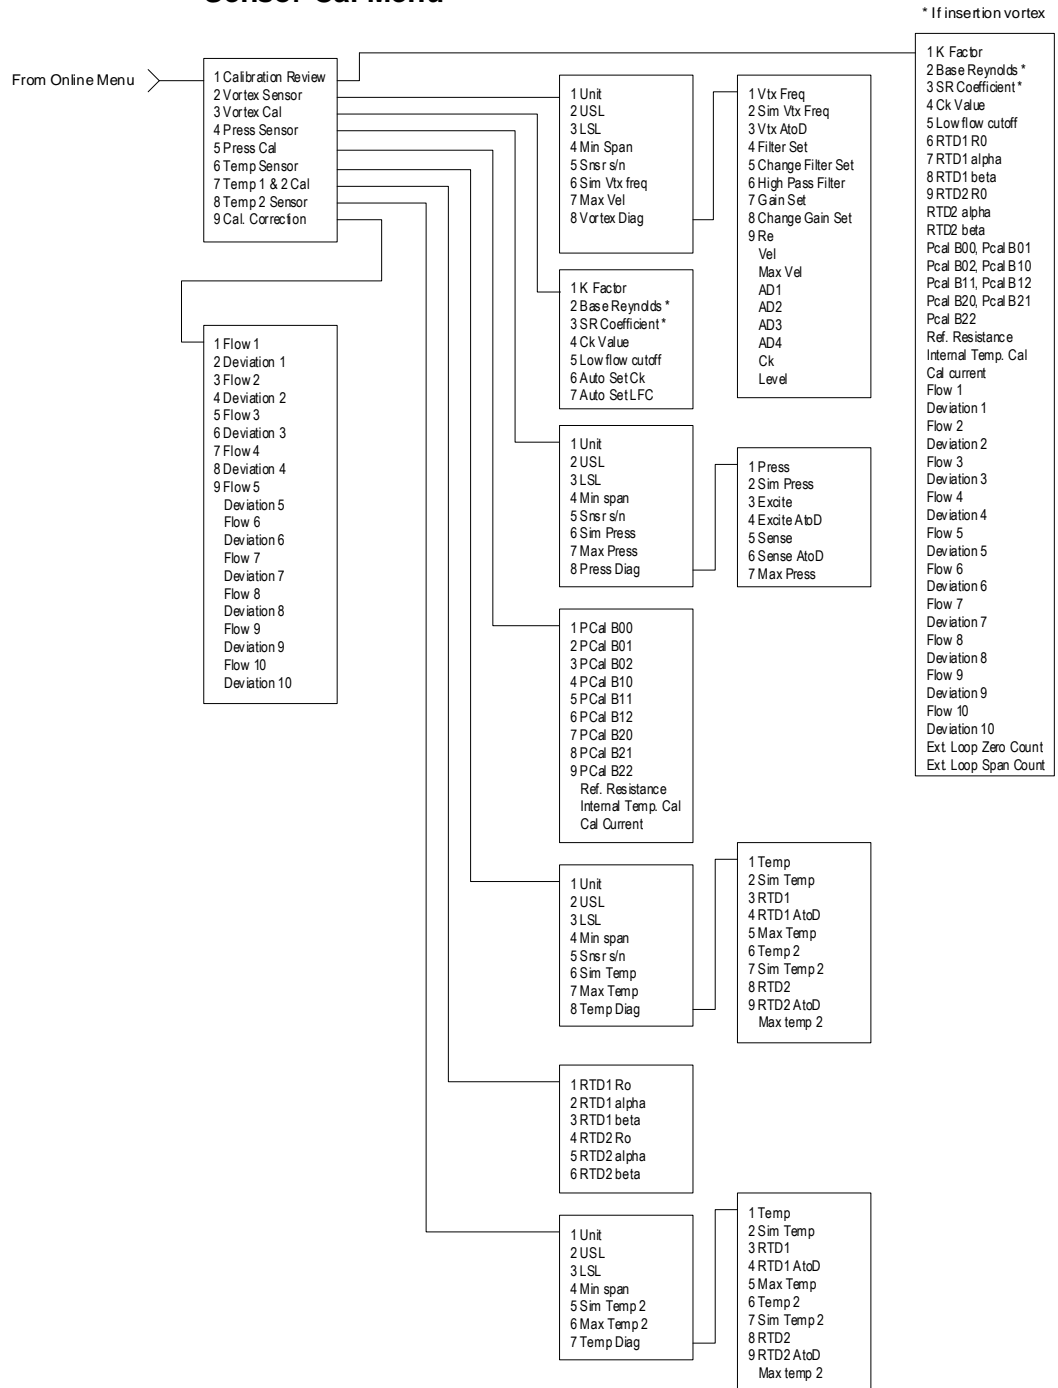 Sensor Cal Menu
* If insertion vortex
From Online Menu
1 Calibration Review
2 Vortex Sensor
3 Vortex Cal
4 Press Sensor
5 Press Cal
6 Temp Sensor
7 Temp 1 & 2 Cal
8 Temp 2 Sensor
9 Cal. Correction
1 Flow 1
2 Deviation 1
3 Flow 2
4 Deviation 2
5 Flow 3
6 Deviation 3
7 Flow 4
8 Deviation 4
9 Flow 5
Deviation 5
Flow 6
Deviation 6
Flow 7
Deviation 7
Flow 8
Deviation 8
Flow 9
Deviation 9
Flow 10
Deviation 10
1 Unit
2 USL
3 LSL
4 Min Span
5 Snsr s/n
6 Sim Vtx freq
7 Max Vel
8 Vortex Diag
1 Vtx Freq
2 Sim Vtx Freq
3 Vtx AtoD
4 Filter Set
5 Change Filter Set
6 High Pass Filter
7 Gain Set
8 Change Gain Set
9 Re
Vel
Max Vel
AD1
AD2
AD3
AD4
Ck
Level
1 K Factor
2 Base Reynolds *
3 SR Coefficient *
4 Ck Value
5 Low flow cutoff
6 Auto Set Ck
7 Auto Set LFC
1 Unit
2 USL
3 LSL
4 Min span
5 Snsr s/n
6 Sim Press
7 Max Press
8 Press Diag
1 Press
2 Sim Press
3 Excite
4 Excite AtoD
5 Sense
6 Sense AtoD
7 Max Press
1 PCal B00
2 PCal B01
3 PCal B02
4 PCal B10
5 PCal B11
6 PCal B12
7 PCal B20
8 PCal B21
9 PCal B22
Ref. Resistance
Internal Temp. Cal
Cal Current
1 Unit
2 USL
3 LSL
4 Min span
5 Snsr s/n
6 Sim Temp
7 Max Temp
8 Temp Diag
1 Temp
2 Sim Temp
3 RTD1
4 RTD1 AtoD
5 Max Temp
6 Temp 2
7 Sim Temp 2
8 RTD2
9 RTD2 AtoD
Max temp 2
1 RTD1 Ro
2 RTD1 alpha
3 RTD1 beta
4 RTD2 Ro
5 RTD2 alpha
6 RTD2 beta
1 Unit
2 USL
3 LSL
4 Min span
5 Sim Temp 2
6 Max Temp 2
7 Temp Diag
1 Temp
2 Sim Temp
3 RTD1
4 RTD1 AtoD
5 Max Temp
6 Temp 2
7 Sim Temp 2
8 RTD2
9 RTD2 AtoD
Max temp 2
1 K Factor
2 Base Reynolds *
3 SR Coefficient *
4 Ck Value
5 Low flow cutoff
6 RTD1 R0
7 RTD1 alpha
8 RTD1 beta
9 RTD2 R0
RTD2 alpha
RTD2 beta
Pcal B00, Pcal B01
Pcal B02, Pcal B10
Pcal B11, Pcal B12
Pcal B20, Pcal B21
Pcal B22
Ref. Resistance
Internal Temp. Cal
Cal current
Flow 1
Deviation 1
Flow 2
Deviation 2
Flow 3
Deviation 3
Flow 4
Deviation 4
Flow 5
Deviation 5
Flow 6
Deviation 6
Flow 7
Deviation 7
Flow 8
Deviation 8
Flow 9
Deviation 9
Flow 10
Deviation 10
Ext. Loop Zero Count
Ext. Loop Span Count